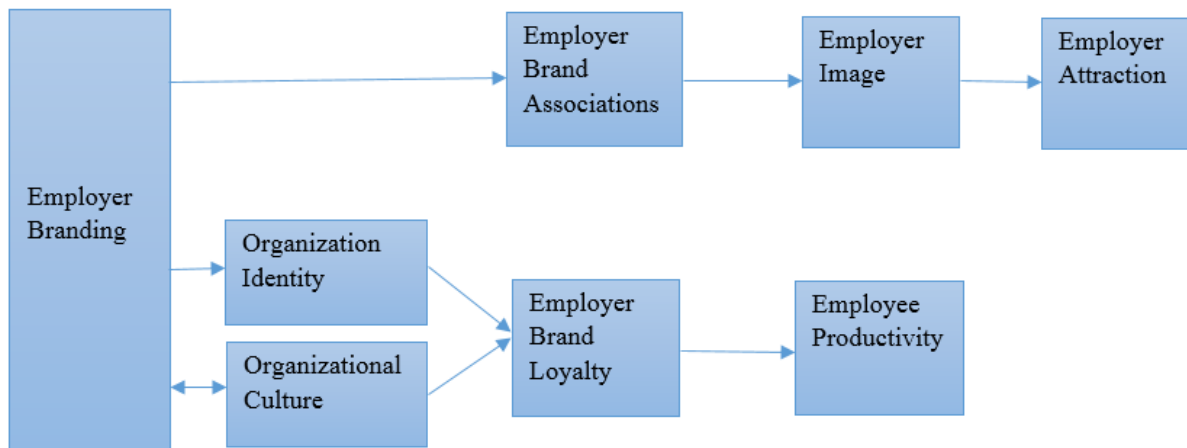 Employer
Branding
Employer
Brand
Associations
Employer
Image
Employer
Attraction
Organization
Identity
Organizational
Culture
Employer
Brand
Loyalty
Employee
Productivity